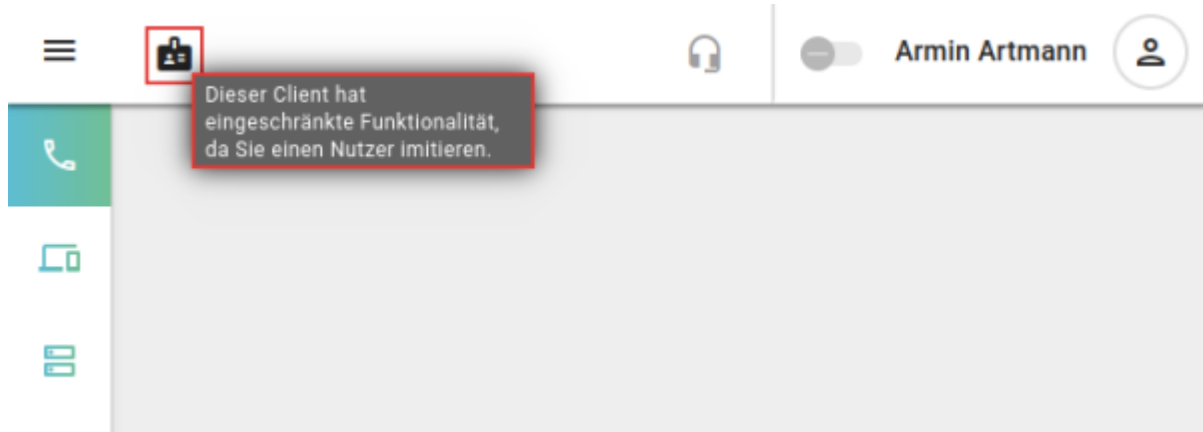 Armin Artmann
Dieser Client hat
eingeschränkte Funktionalität,
da Sie einen Nutzer imitieren.